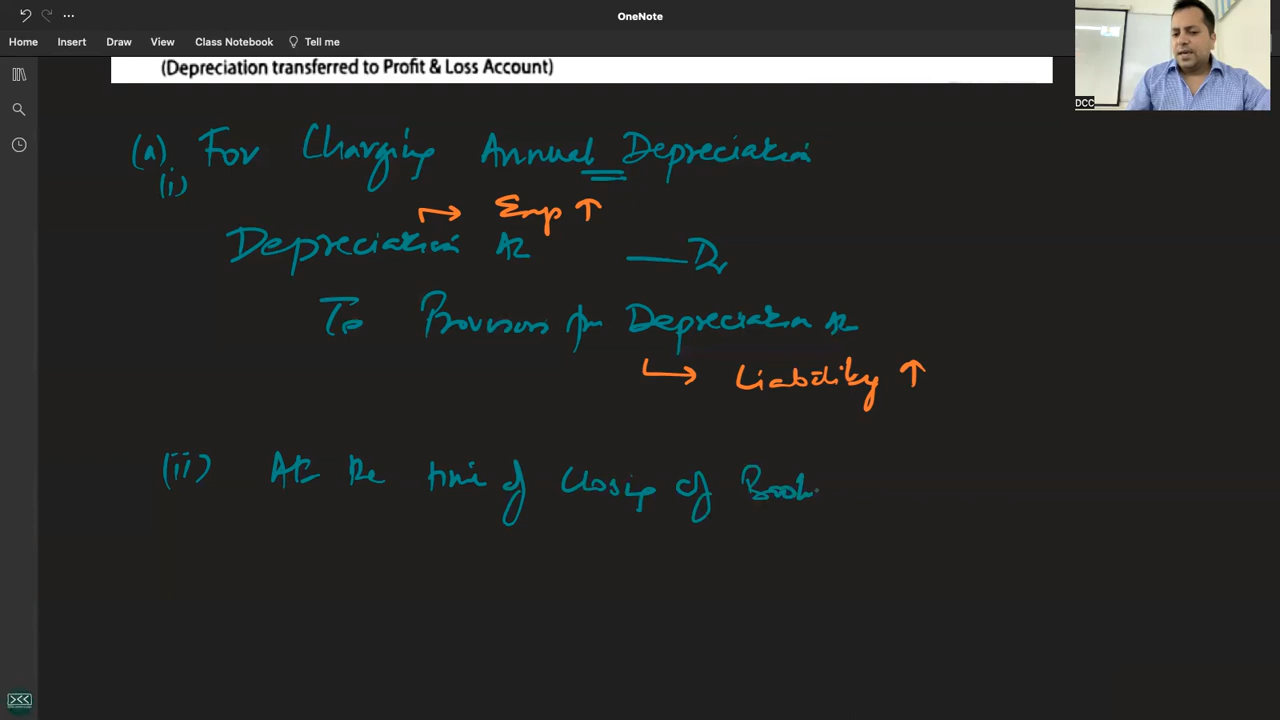 OneNote
Home Insert Draw View Class Notebook Tell me
(Depreciation transferred to Profit & Loss Account)
DCC
(a) For Charging Annual Depreciation
(i)
→ Exp ↑
Depreciation A/c — Dr
To Provision for Depreciation A/c
→ Liability ↑
(ii) At the time of Closing of Book